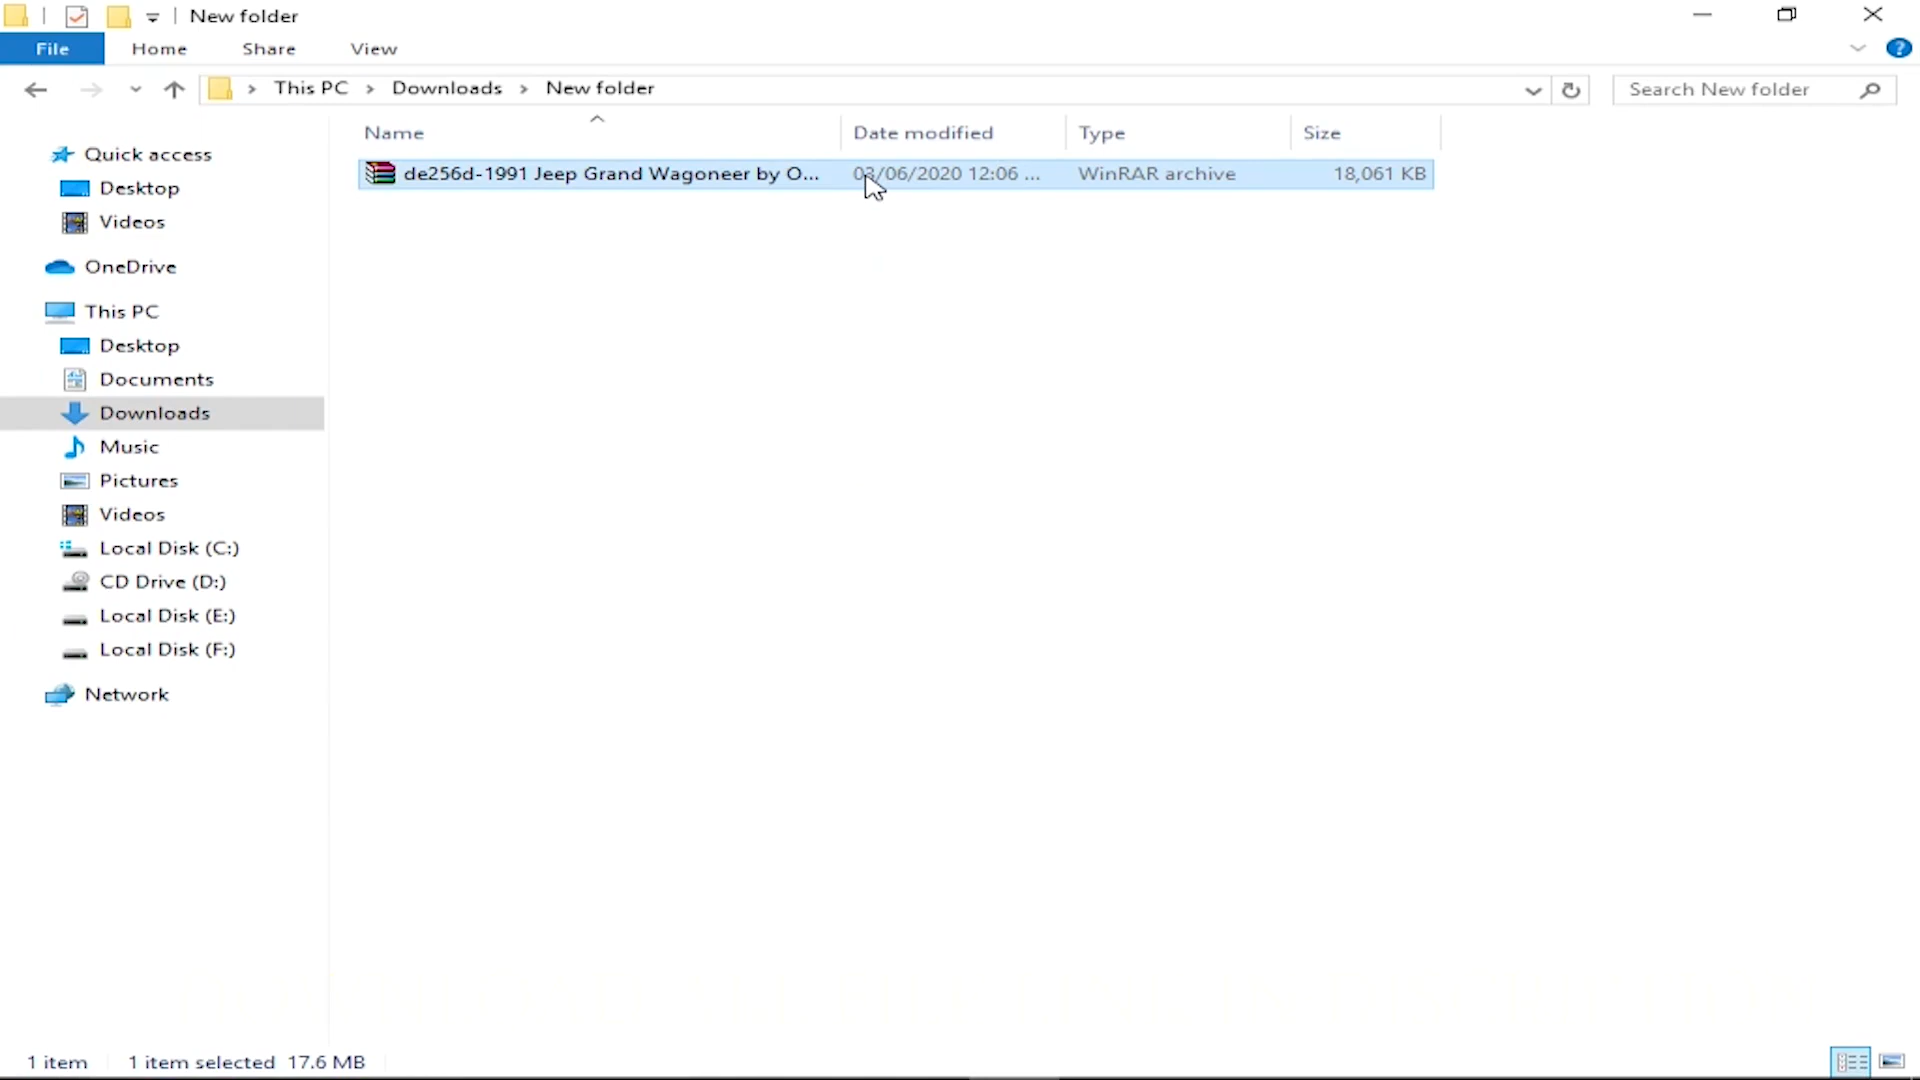 New folder
File Home Share View
This PC Downloads New folder
Search New folder
Name Date modified Type Size
de256d-1991 Jeep Grand Wagoneer by O... 03/06/2020 12:06 ... WinRAR archive 18,061 KB
Quick access
Desktop
Videos
OneDrive
This PC
Desktop
Documents
Downloads
Music
Pictures
Videos
Local Disk (C:)
CD Drive (D:)
Local Disk (E:)
Local Disk (F:)
Network
1 item 1 item selected 17.6 MB